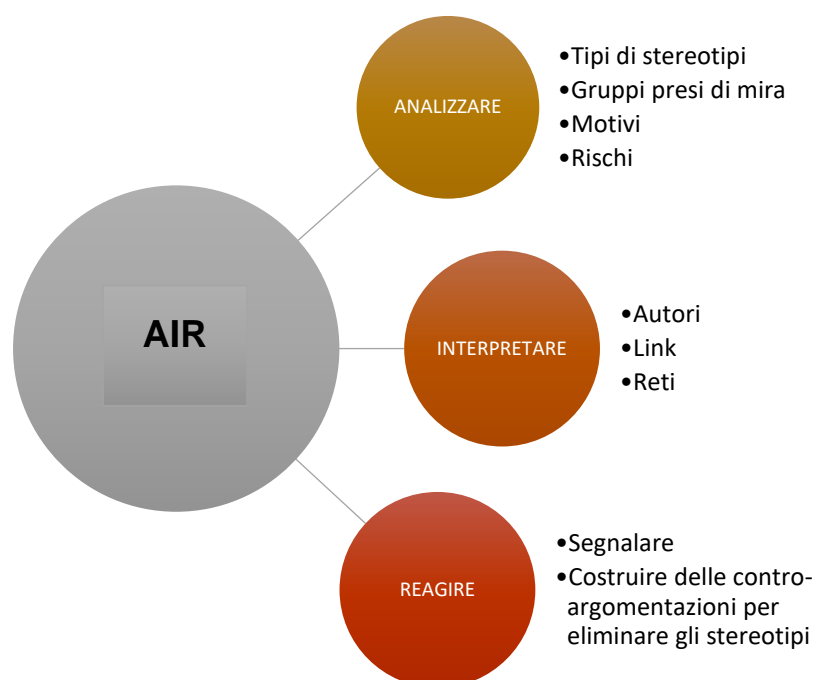 AIR
ANALIZZARE
•Tipi di stereotipi
•Gruppi presi di mira
•Motivi
•Rischi
INTERPRETARE
•Autori
•Link
•Reti
REAGIRE
•Segnalare
•Costruire delle contro-
argomentazioni per
eliminare gli stereotipi